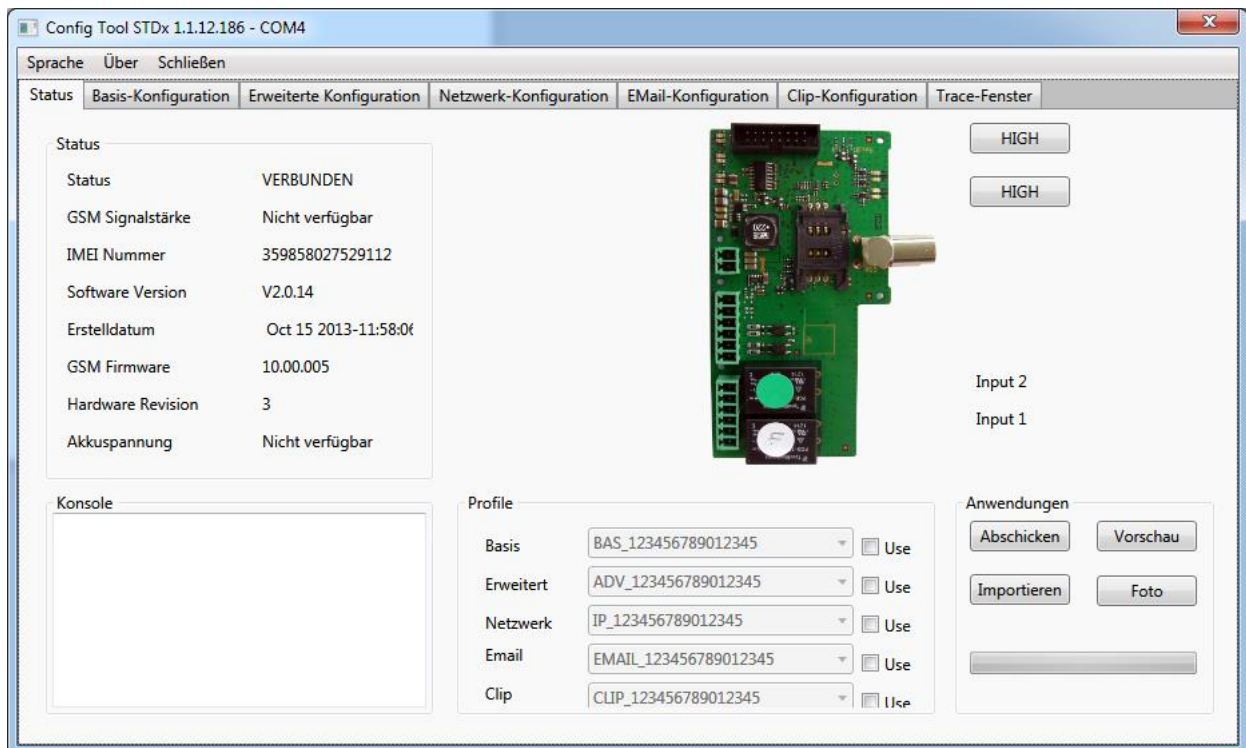 Config Tool STDx 1.1.12.186 - COM4
Sprache Über Schließen
Status Basis-Konfiguration Erweiterte Konfiguration Netzwerk-Konfiguration EMail-Konfiguration Clip-Konfiguration Trace-Fenster
Status
Status VERBUNDEN
GSM Signalstärke Nicht verfügbar
IMEI Nummer 359858027529112
Software Version V2.0.14
Erstelldatum Oct 15 2013-11:58:06
GSM Firmware 10.00.005
Hardware Revision 3
Akkuspannung Nicht verfügbar
HIGH
HIGH
Input 2
Input 1
Konsole
Profile
Basis BAS_123456789012345 Use
Erweitert ADV_123456789012345 Use
Netzwerk IP_123456789012345 Use
Email EMAIL_123456789012345 Use
Clip CLIP_123456789012345 Use
Anwendungen
Abschicken Vorschau
Importieren Foto